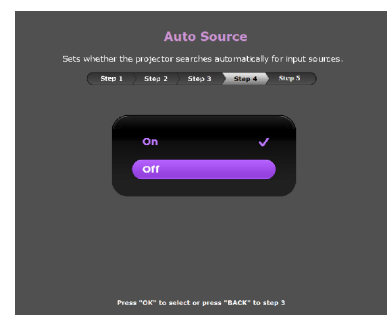 Auto Source
Sets whether the projector searches automatically for input sources.
Step 1 Step 2 Step 3 Step 4 Step 5
On
Off
Press "OK" to select or press "BACK" to step 3